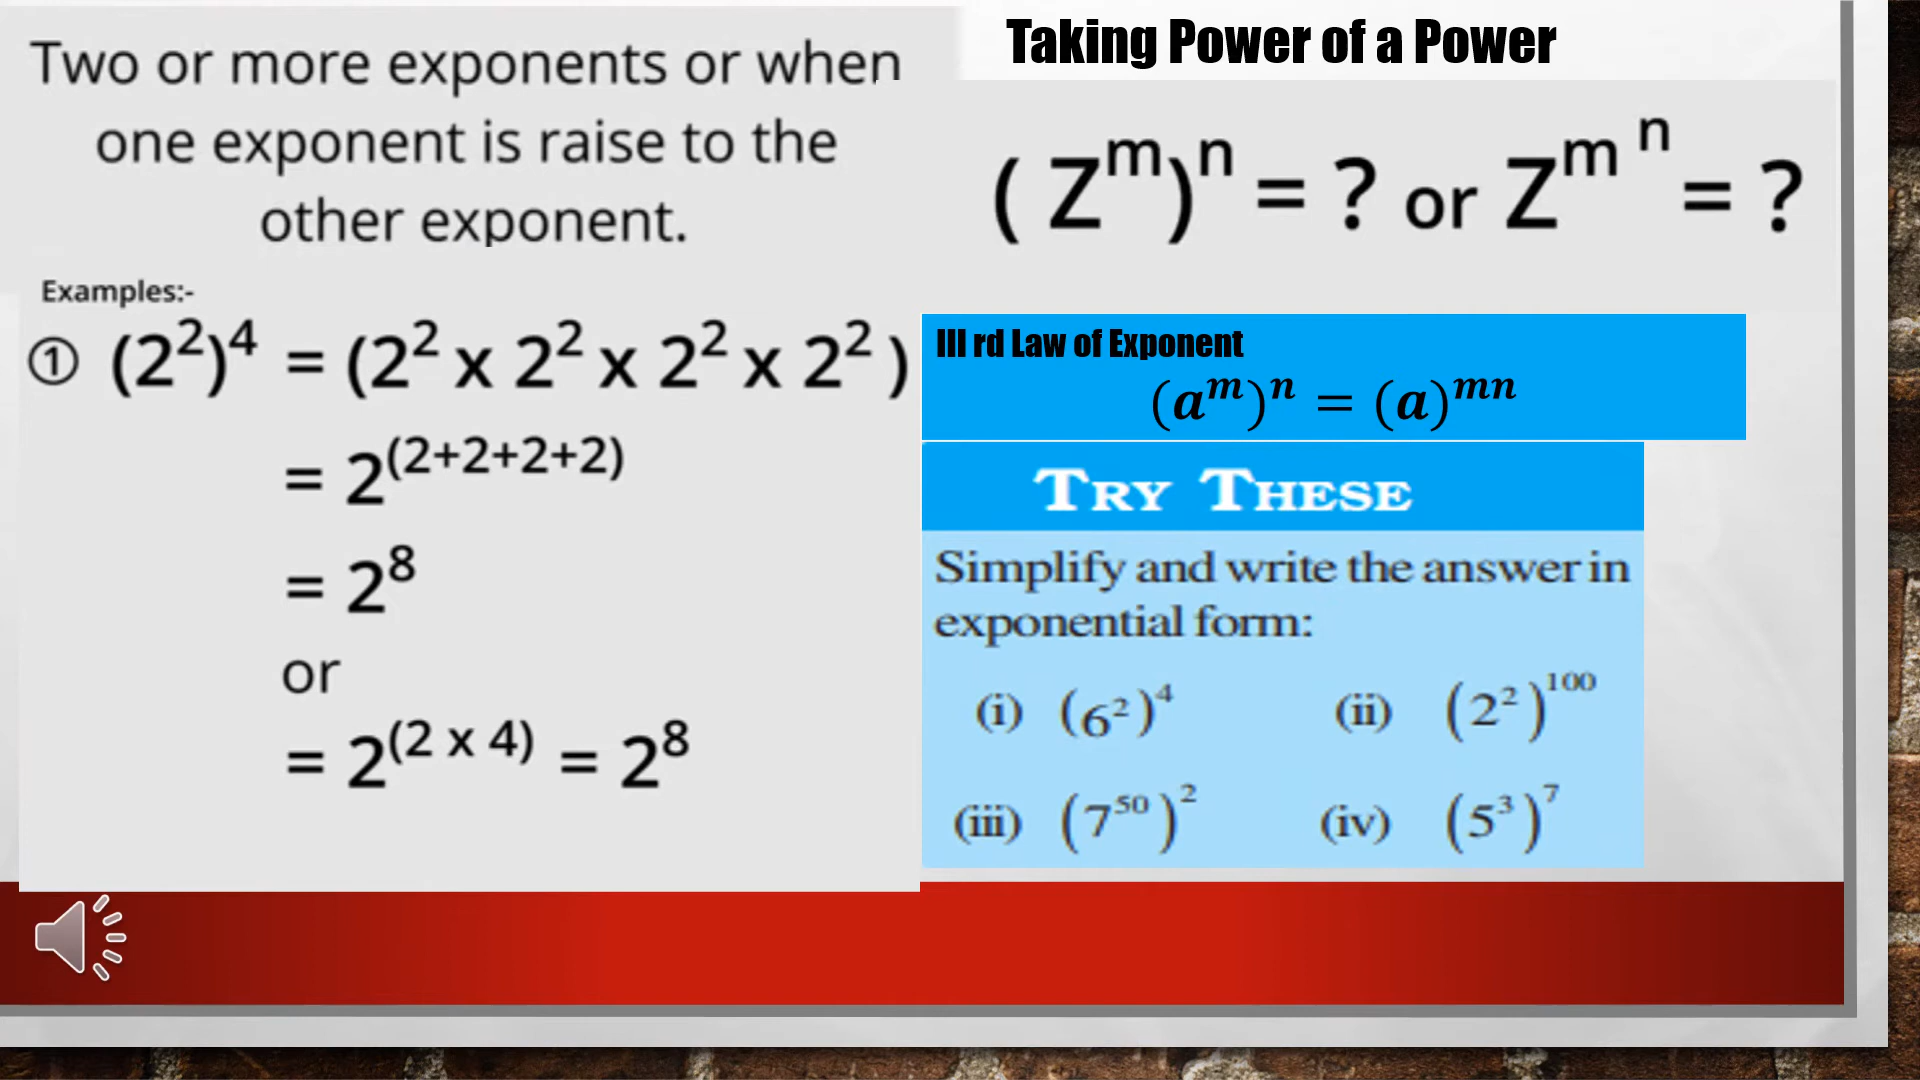 Two or more exponents or when
one exponent is raise to the
other exponent.
Examples:-
① (2²)⁴ = (2² x 2² x 2² x 2² )
= 2⁽²⁺²⁺²⁺²⁾
= 2⁸
or
= 2^(2 x 4) = 2⁸
Taking Power of a Power
( Zᵐ)ⁿ = ? or Z^m^n = ?
III rd Law of Exponent
(aᵐ)ⁿ = (a)ᵐⁿ
TRY THESE
Simplify and write the answer in
exponential form:
(i) (6²)⁴ (ii) (2²)¹⁰⁰
(iii) (7⁵⁰)² (iv) (5³)⁷